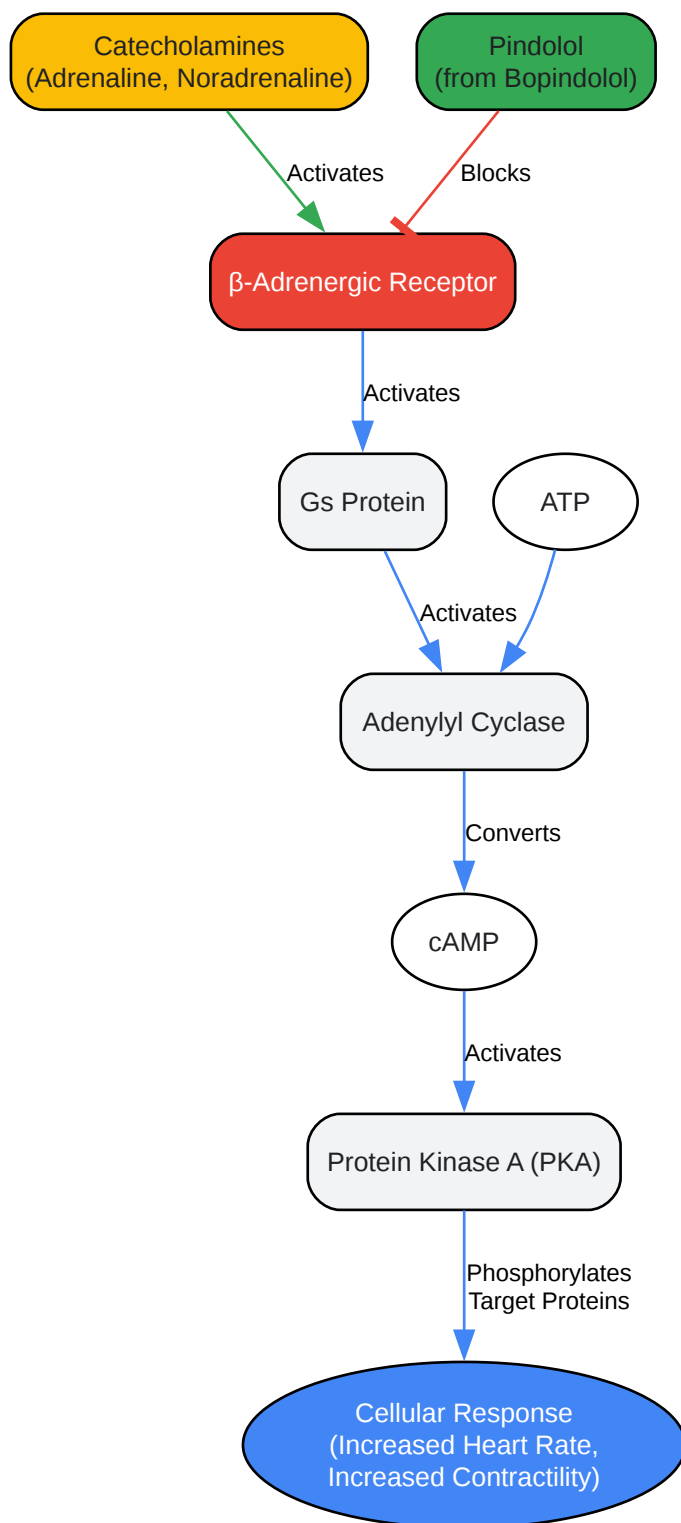 Catecholamines
(Adrenaline, Noradrenaline)
Pindolol
(from Bopindolol)
Activates
Blocks
β-Adrenergic Receptor
Activates
Gs Protein
ATP
Activates
Adenylyl Cyclase
Converts
cAMP
Activates
Protein Kinase A (PKA)
Phosphorylates
Target Proteins
Cellular Response
(Increased Heart Rate,
Increased Contractility)